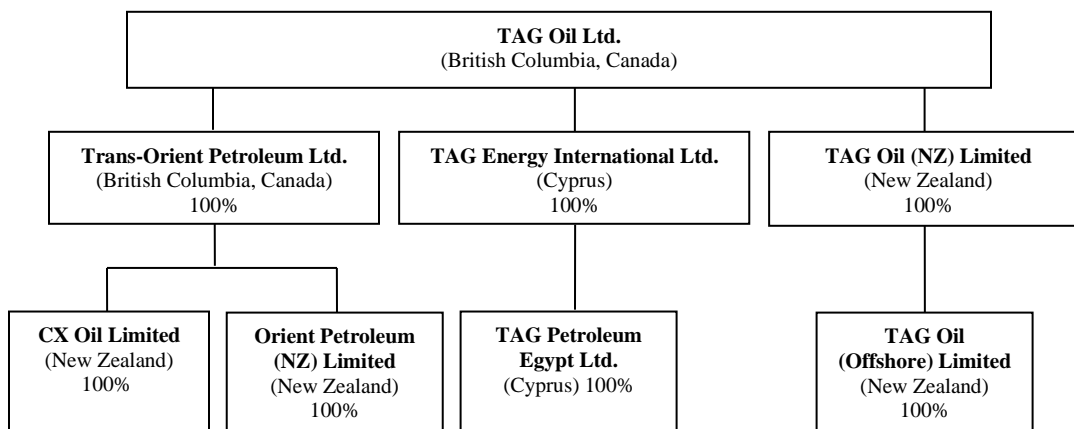 TAG Oil Ltd.
(British Columbia, Canada)
Trans-Orient Petroleum Ltd.
(British Columbia, Canada)
100%
TAG Energy International Ltd.
(Cyprus)
100%
TAG Oil (NZ) Limited
(New Zealand)
100%
CX Oil Limited
(New Zealand)
100%
Orient Petroleum
(NZ) Limited
(New Zealand)
100%
TAG Petroleum
Egypt Ltd.
(Cyprus) 100%
TAG Oil
(Offshore) Limited
(New Zealand)
100%